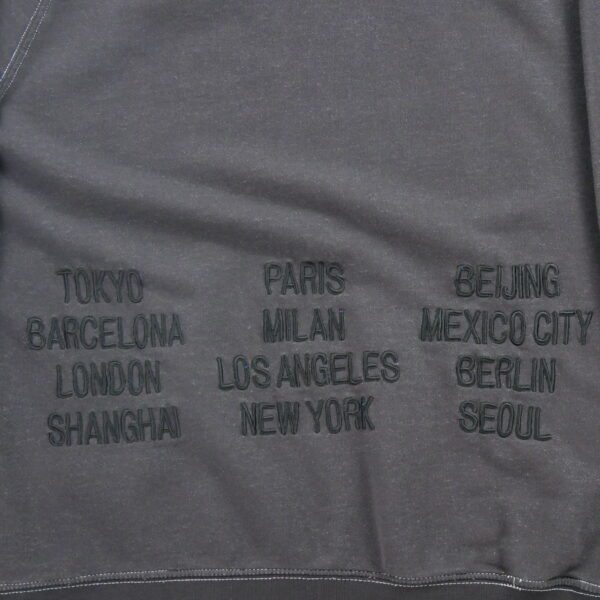 TOKYO
BARCELONA
LONDON
SHANGHAI
PARIS
MILAN
LOS ANGELES
NEW YORK
BEIJING
MEXICO CITY
BERLIN
SEOUL